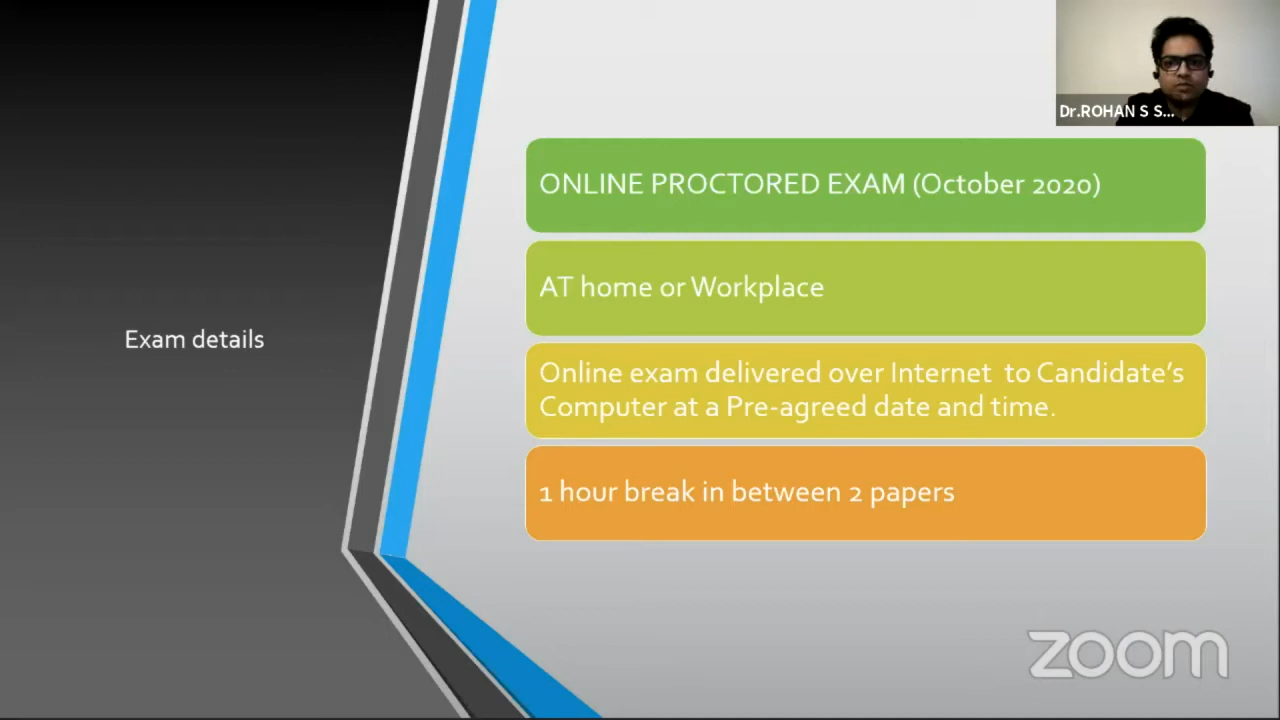 Dr.ROHAN S S...
ONLINE PROCTORED EXAM (October 2020)
AT home or Workplace
Exam details
Online exam delivered over Internet to Candidate's
Computer at a Pre-agreed date and time.
1 hour break in between 2 papers
zoom